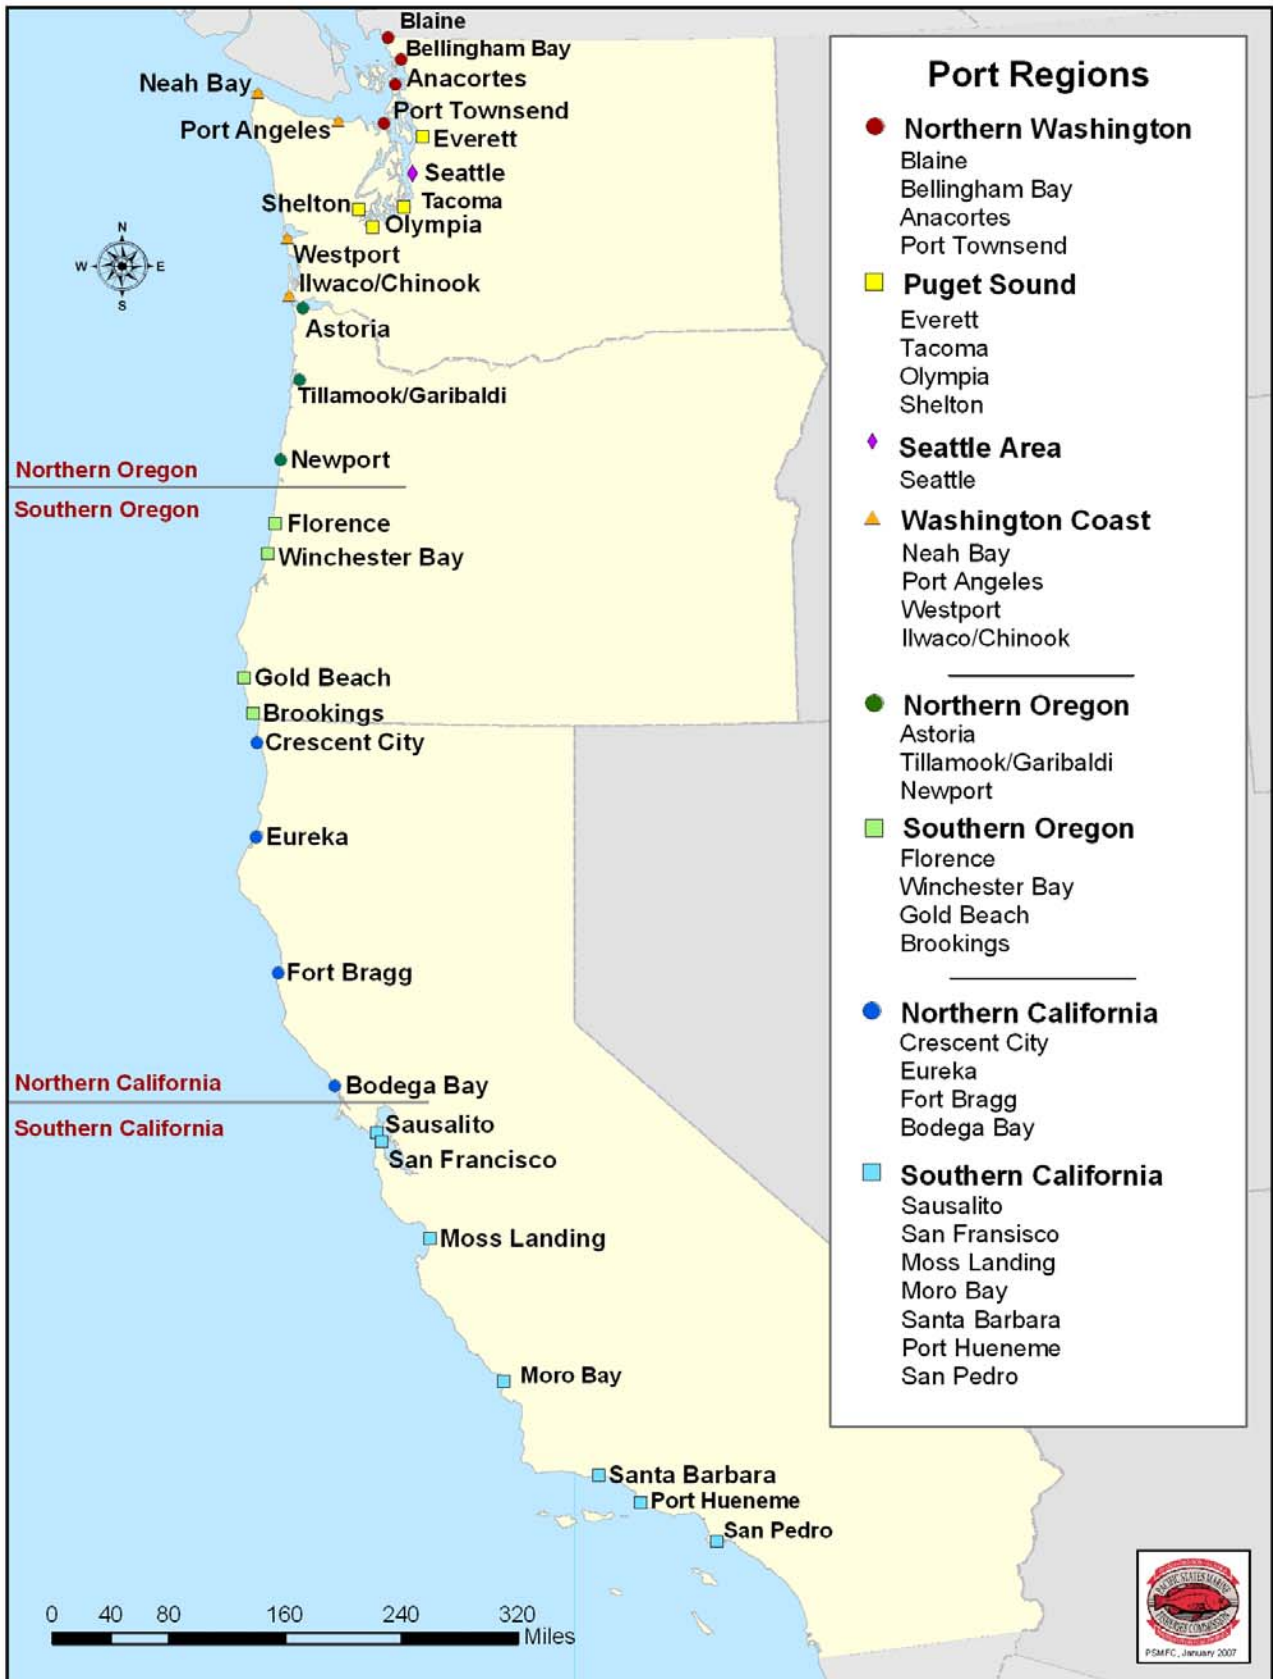 Blaine
Bellingham Bay
Neah Bay
Anacortes
Port Townsend
Port Angeles
Everett
Seattle
Shelton
Tacoma
Olympia
N
W
E
S
Westport
Ilwaco/Chinook
Astoria
Tillamook/Garibaldi
Newport
Northern Oregon
Southern Oregon
Florence
Winchester Bay
Gold Beach
Brookings
Crescent City
Eureka
Fort Bragg
Northern California
Bodega Bay
Southern California
Sausalito
San Francisco
Moss Landing
Moro Bay
Santa Barbara
Port Hueneme
San Pedro
0 40 80 160 240 320
Miles
Port Regions
Northern Washington
Blaine
Bellingham Bay
Anacortes
Port Townsend
Puget Sound
Everett
Tacoma
Olympia
Shelton
Seattle Area
Seattle
Washington Coast
Neah Bay
Port Angeles
Westport
Ilwaco/Chinook
Northern Oregon
Astoria
Tillamook/Garibaldi
Newport
Southern Oregon
Florence
Winchester Bay
Gold Beach
Brookings
Northern California
Crescent City
Eureka
Fort Bragg
Bodega Bay
Southern California
Sausalito
San Fransisco
Moss Landing
Moro Bay
Santa Barbara
Port Hueneme
San Pedro
PACIFIC STATES MARINE
FISHERIES COMMISSION
PSMFC, January 2007